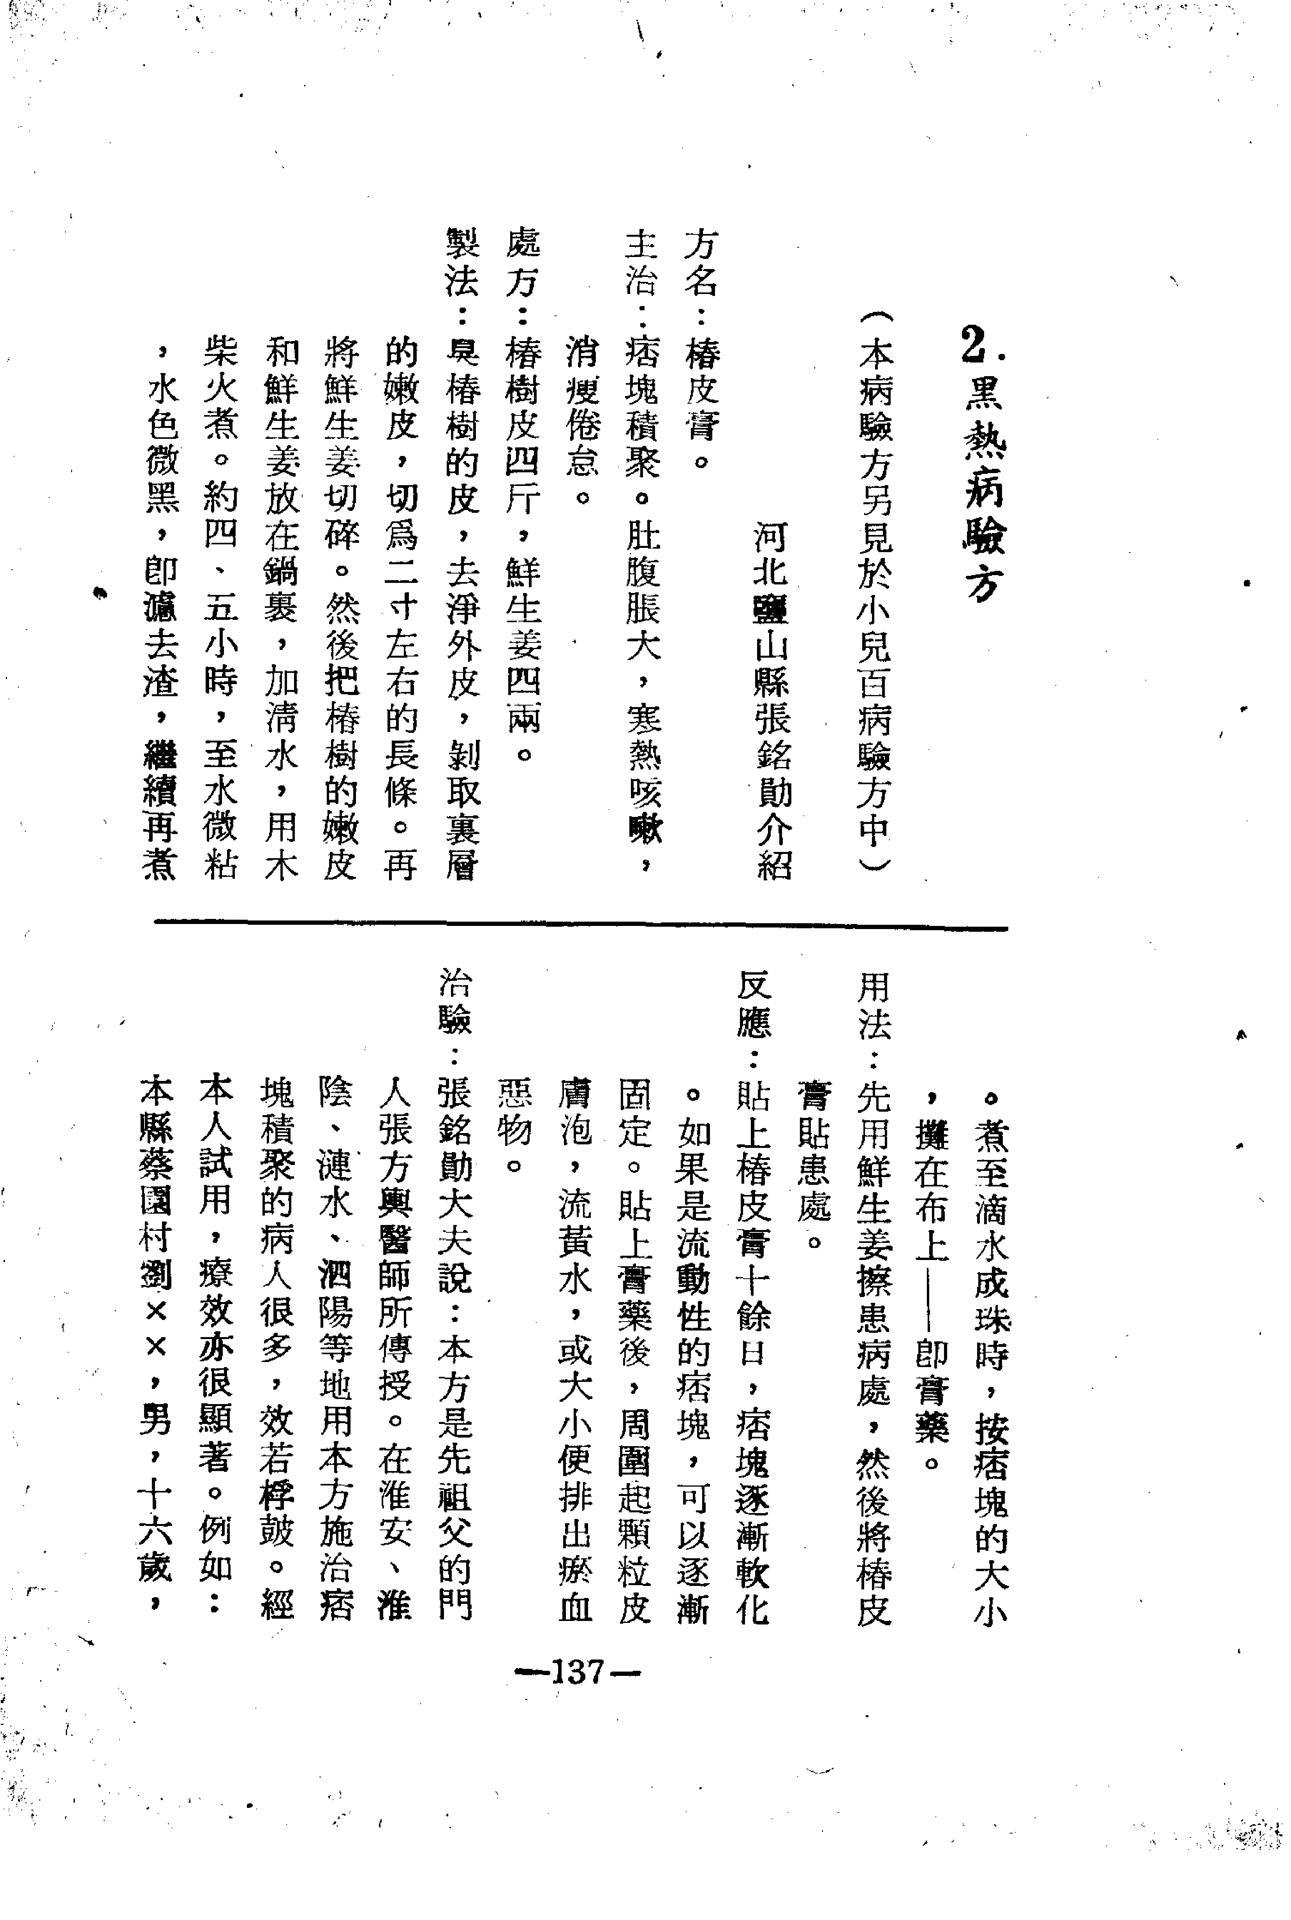 2.黑熱病驗方
（本病驗方另見於小兒百病驗方中）
河北鹽山縣張銘勛介紹
方名：椿皮膏。
主治：痞塊積聚。肚腹脹大，寒熱咳嗽，
消瘦倦怠。
處方：椿樹皮四斤，鮮生姜四兩。
製法：臭椿樹的皮，去淨外皮，剝取裏層
的嫩皮，切爲二寸左右的長條。再
將鮮生姜切碎。然後把椿樹的嫩皮
和鮮生姜放在鍋裏，加清水，用木
柴火煮。約四、五小時，至水微粘
，水色微黑，卽濾去渣，繼續再煮
。煮至滴水成珠時，按痞塊的大小
，攤在布上——卽膏藥。
用法：先用鮮生姜擦患病處，然後將椿皮
膏貼患處。
反應：貼上椿皮膏十餘日，痞塊逐漸軟化
。如果是流動性的痞塊，可以逐漸
固定。貼上膏藥後，周圍起顆粒皮
膚泡，流黃水，或大小便排出瘀血
惡物。
治驗：張銘勛大夫說：本方是先祖父的門
人張方輿醫師所傳授。在淮安、淮
陰、漣水、泗陽等地用本方施治痞
塊積聚的病人很多，效若桴鼓。經
本人試用，療效亦很顯著。例如：
本縣蔡園村劉××，男，十六歲，
—137—